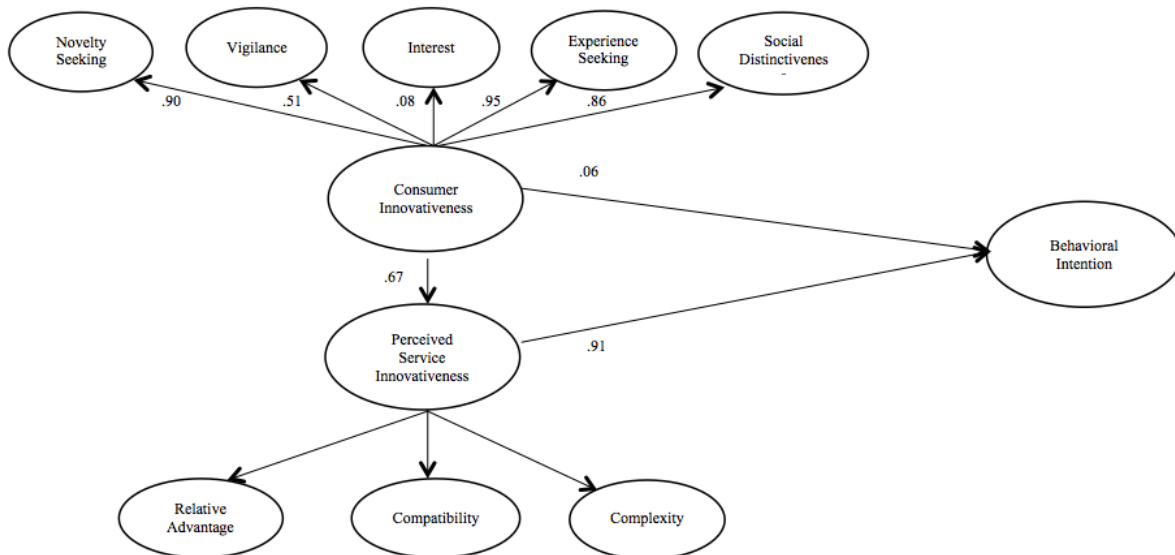 Novelty
Seeking
Vigilance
Interest
Experience
Seeking
Social
Distinctivenes
-
.90
.51
.08
.95
.86
Consumer
Innovativeness
.06
Behavioral
Intention
.67
Perceived
Service
Innovativeness
.91
Relative
Advantage
Compatibility
Complexity